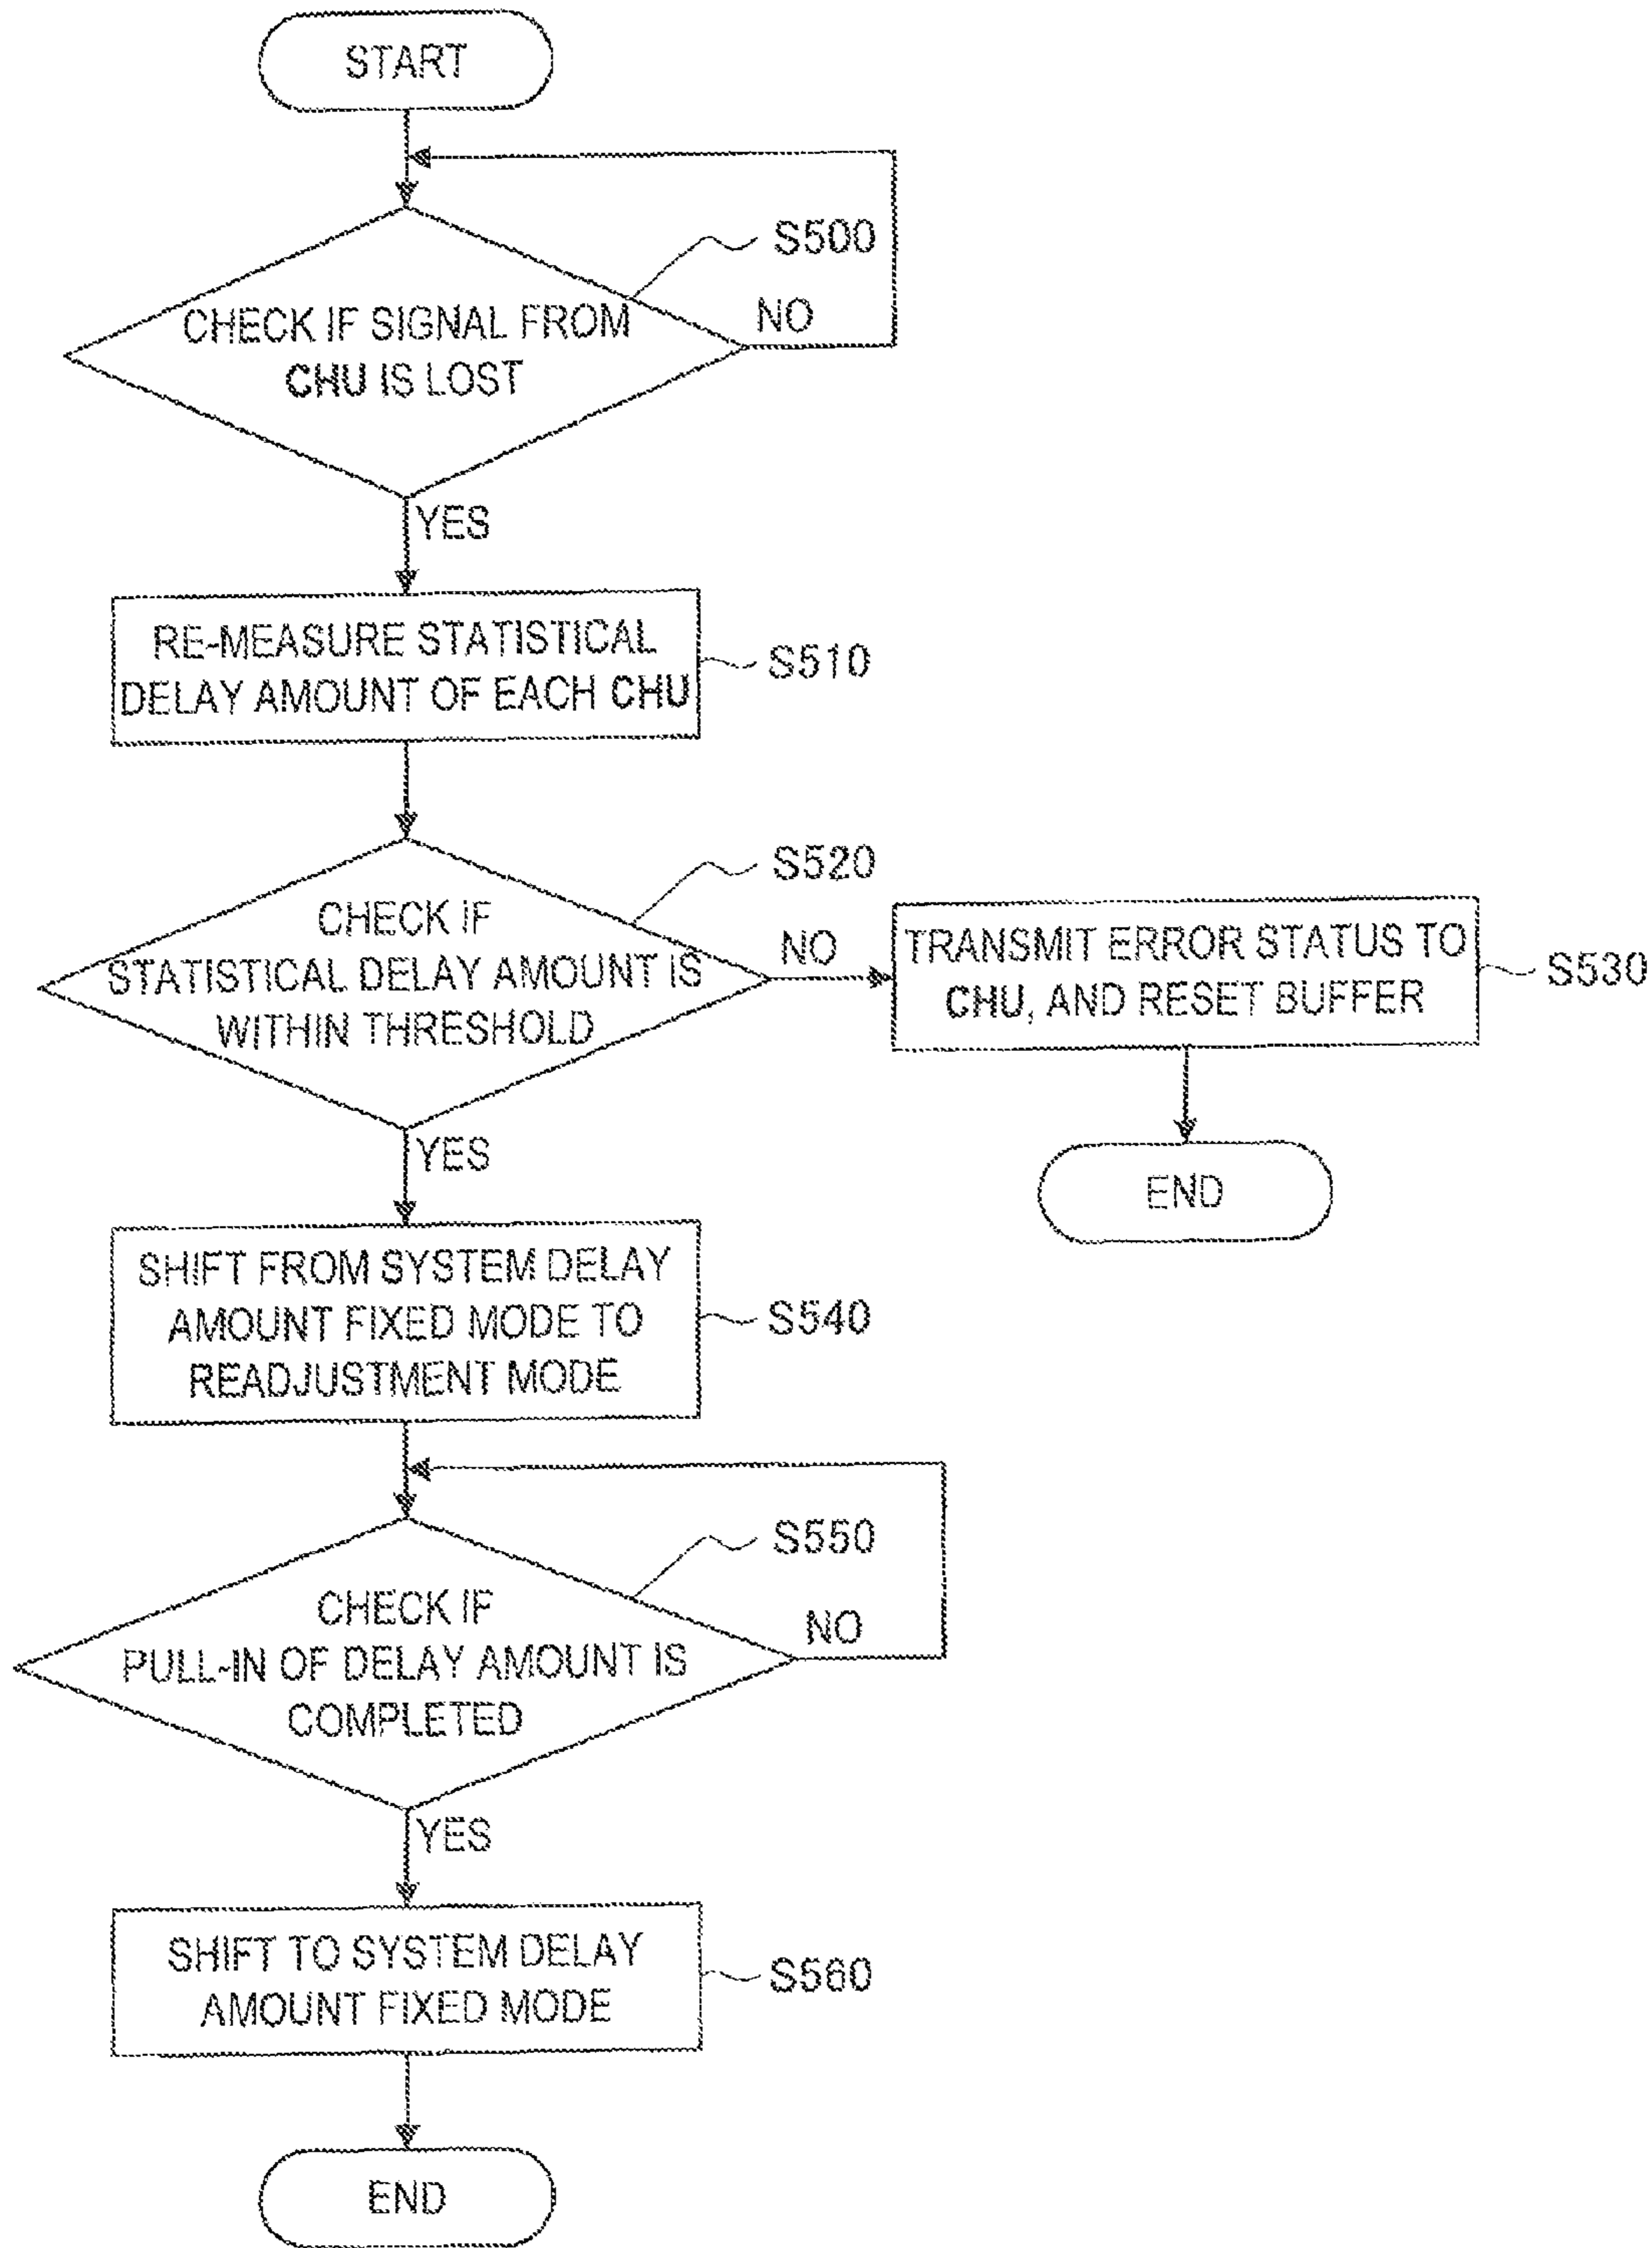 START
S500
NO
CHECK IF SIGNAL FROM
CHU IS LOST
YES
RE-MEASURE STATISTICAL
DELAY AMOUNT OF EACH CHU
S510
S520
CHECK IF
STATISTICAL DELAY AMOUNT IS
WITHIN THRESHOLD
NO
TRANSMIT ERROR STATUS TO
CHU, AND RESET BUFFER
S530
END
YES
SHIFT FROM SYSTEM DELAY
AMOUNT FIXED MODE TO
READJUSTMENT MODE
S540
S550
CHECK IF
PULL-IN OF DELAY AMOUNT IS
COMPLETED
NO
YES
SHIFT TO SYSTEM DELAY
AMOUNT FIXED MODE
S560
END